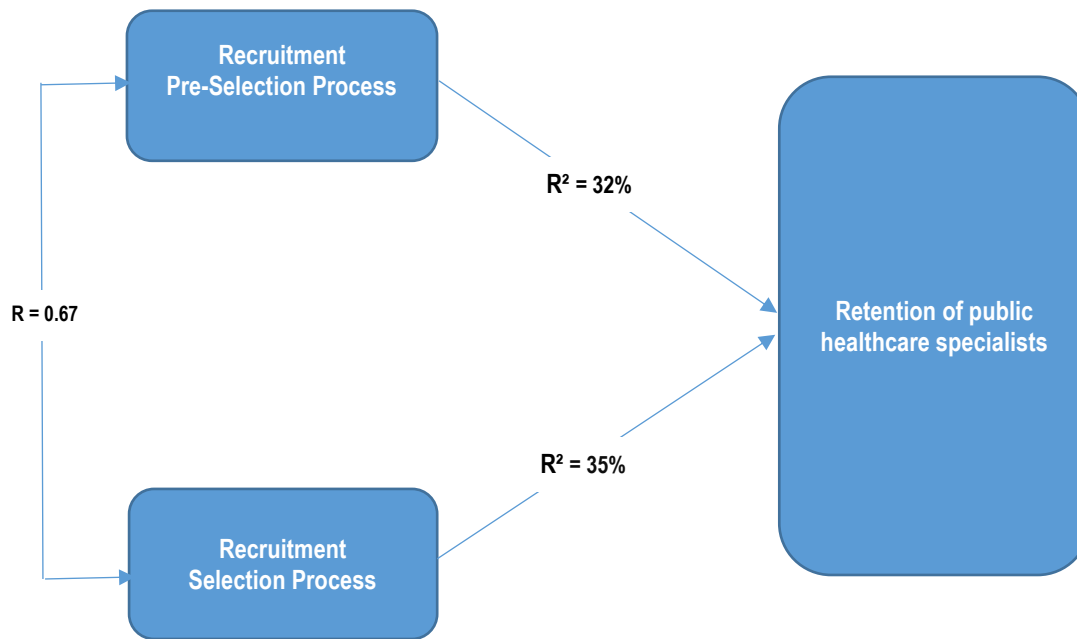 Recruitment
Pre-Selection Process
R² = 32%
R = 0.67
Retention of public
healthcare specialists
R² = 35%
Recruitment
Selection Process